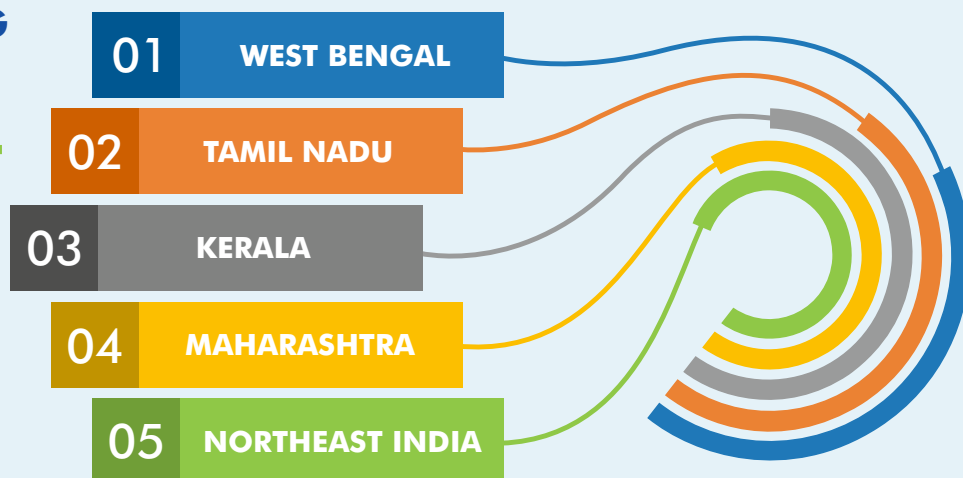 01 WEST BENGAL
02 TAMIL NADU
03 KERALA
04 MAHARASHTRA
05 NORTHEAST INDIA